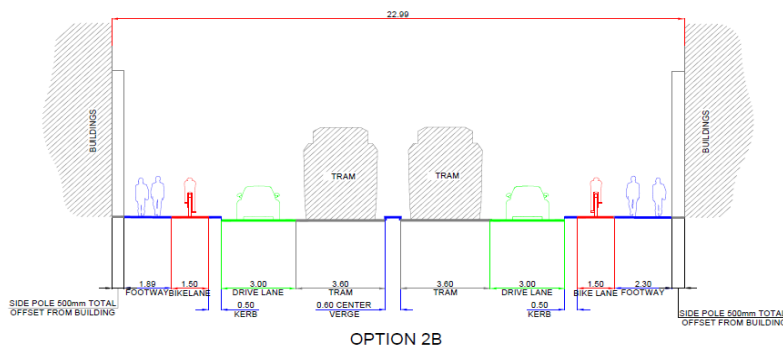 22.99
BUILDINGS
BUILDINGS
TRAM
TRAM
1.89 1.50 3.00 3.60 3.60 3.00 1.50 2.30
FOOTWAY BIKELANE DRIVE LANE TRAM TRAM DRIVE LANE BIKE LANE FOOTWAY
SIDE POLE 500mm TOTAL
OFFSET FROM BUILDING
0.50
KERB
0.60 CENTER
VERGE
0.50
KERB
SIDE POLE 500mm TOTAL
OFFSET FROM BUILDING
OPTION 2B